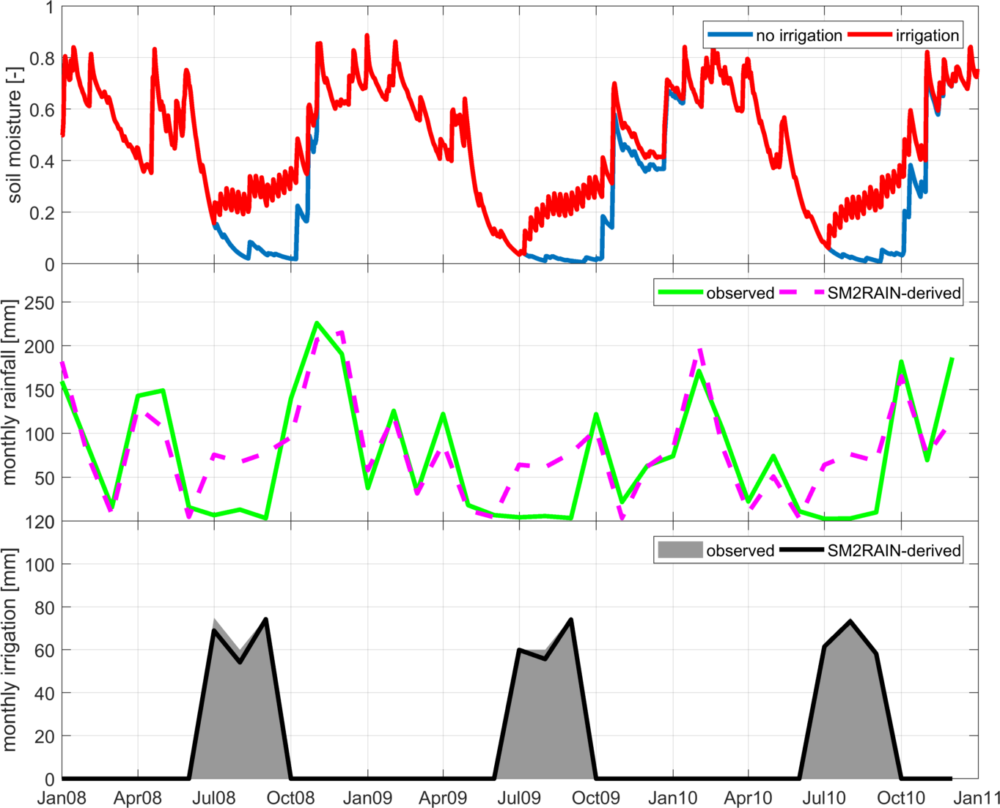 1
0.8
0.6
0.4
0.2
0
soil moisture [-]
no irrigation
irrigation
250
200
150
100
50
monthly rainfall [mm]
observed
SM2RAIN-derived
120
100
80
60
40
20
0
monthly irrigation [mm]
observed
SM2RAIN-derived
Jan08 Apr08 Jul08 Oct08 Jan09 Apr09 Jul09 Oct09 Jan10 Apr10 Jul10 Oct10 Jan11